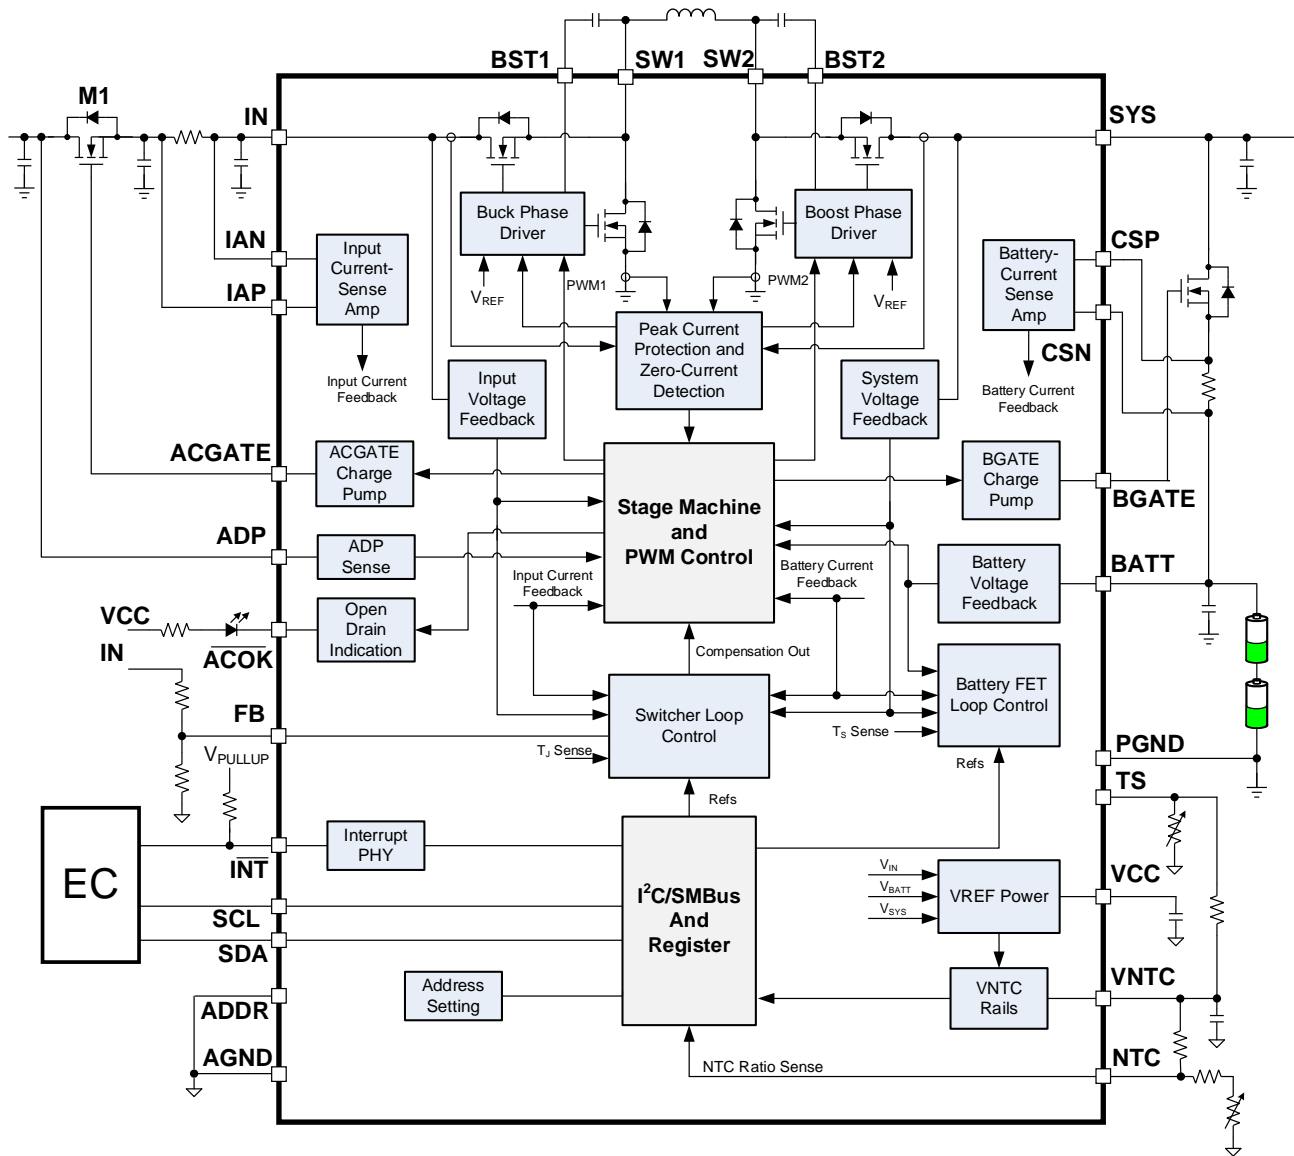 BST1
SW1
SW2
BST2
M1
IN
SYS
Buck Phase
Driver
Boost Phase
Driver
IAN
Input
Current-
Sense
Amp
Battery-
Current
Sense
Amp
CSP
IAP
VREF
PWM1
PWM2
VREF
CSN
Input Current
Feedback
Peak Current
Protection and
Zero-Current
Detection
Battery Current
Feedback
Input
Voltage
Feedback
System
Voltage
Feedback
ACGATE
ACGATE
Charge
Pump
Stage Machine
and
PWM Control
BGATE
Charge
Pump
BGATE
ADP
ADP
Sense
Input Current
Feedback
Battery Current
Feedback
Battery
Voltage
Feedback
BATT
VCC
ACOK
Open
Drain
Indication
IN
Compensation Out
FB
Switcher Loop
Control
Battery FET
Loop Control
TS Sense
TJ Sense
VPULLUP
Refs
Refs
PGND
TS
EC
INT
Interrupt
PHY
SCL
SDA
I2C/SMBus
And
Register
VIN
VBATT
VSYS
VREF Power
VCC
Address
Setting
VNTC
Rails
VNTC
ADDR
AGND
NTC Ratio Sense
NTC